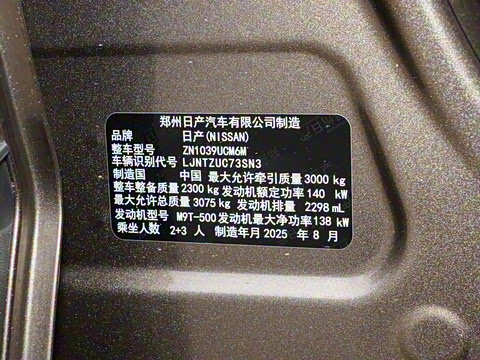 郑州日产汽车有限公司制造
品牌 日产(NISSAN)
整车型号 ZN1039UCM6M
车辆识别代号 LJNTZUC73SN3
制造国 中国 最大允许牵引质量 3000 kg
整车整备质量 2300 kg 发动机额定功率 140 kW
最大允许总质量 3075 kg 发动机排量 2298 mL
发动机型号 M9T-500 发动机最大净功率 138 kW
乘坐人数 2+3 人 制造年月 2025 年 8 月